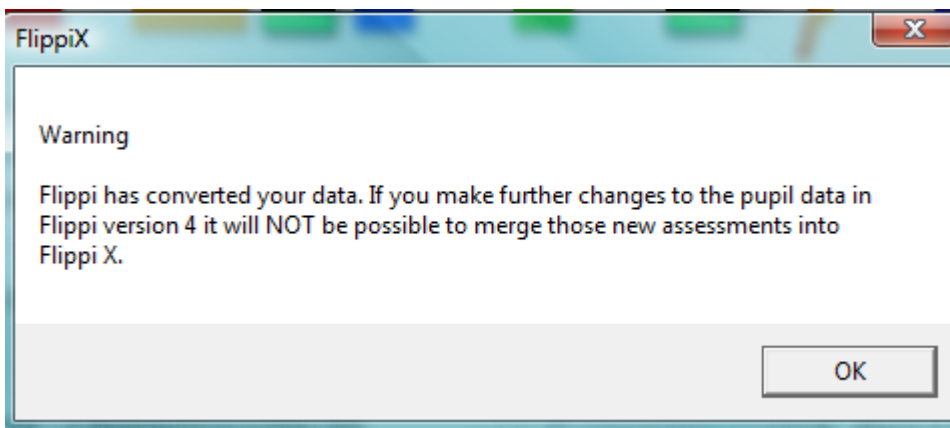 FlippiX
Warning
Flippi has converted your data. If you make further changes to the pupil data in
Flippi version 4 it will NOT be possible to merge those new assessments into
Flippi X.
OK